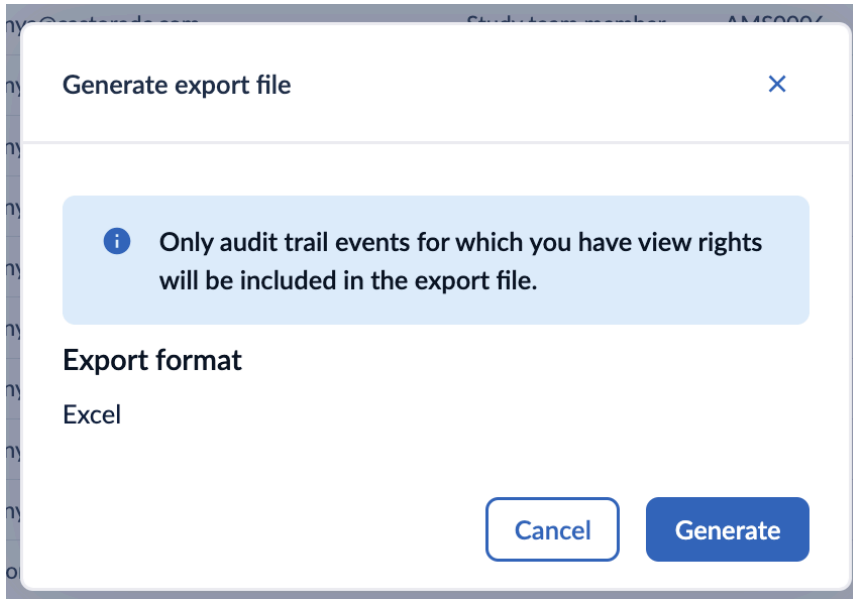 Generate export file
Only audit trail events for which you have view rights
will be included in the export file.
Export format
Excel
Cancel
Generate